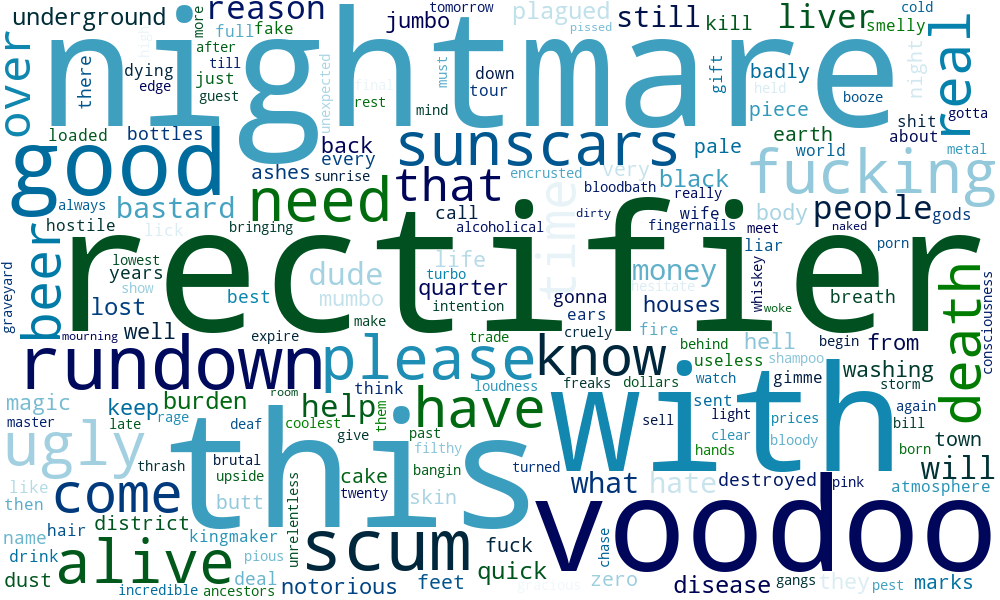 underground
reason
more
tomorrow
jumbo
plagued
pissed
still
kill
liver
smelly
cold
real
over
nightmare
full
fake
after
till
just
guest
there
night
dying
edge
unexpected
final
rest
must
mind
down
tour
gift
badly
held
piece
booze
night
gotta
shit
about
metal
loaded
bottles
good
back
every
ashes
sunrise
sunscars
pale
earth
world
fucking
encrusted
always
bastard
need
that
very
bloodbath
black
really
body
people
gods
hostile
lick
bringing
call
alcoholical
time
dirty
wife
fingernails
meet
naked
liar
porn
beer
rectifier
graveyard
lowest
years
show
dude
mumbo
life
turbo
quarter
intention
money
hesitate
gonna
houses
ears
whiskey
woke
breath
death
consciousness
lost
best
make
cruely
fire
mourning
well
expire
trade
behind
hell
begin
from
rundown
please
know
useless
shampoo
washing
room
think
loudness
freaks
dollars
watch
gimme
storm
magic
master
keep
burden
late
rage
deaf
coolest
help
them
have
with
sent
light
prices
again
bill
sell
give
past
clear
bloody
ugly
thrash
brutal
this
filthy
hands
born
town
upside
cake
bangin
turned
like
then
come
butt
twenty
skin
what
hate
destroyed
pink
will
atmosphere
name
hair
district
kingmaker
unrelentless
scum
fuck
voodoo
chase
drink
alive
pious
quick
dust
deal
incredible
ancestors
notorious
feet
gracious
zero
disease
gangs
they
pest
marks